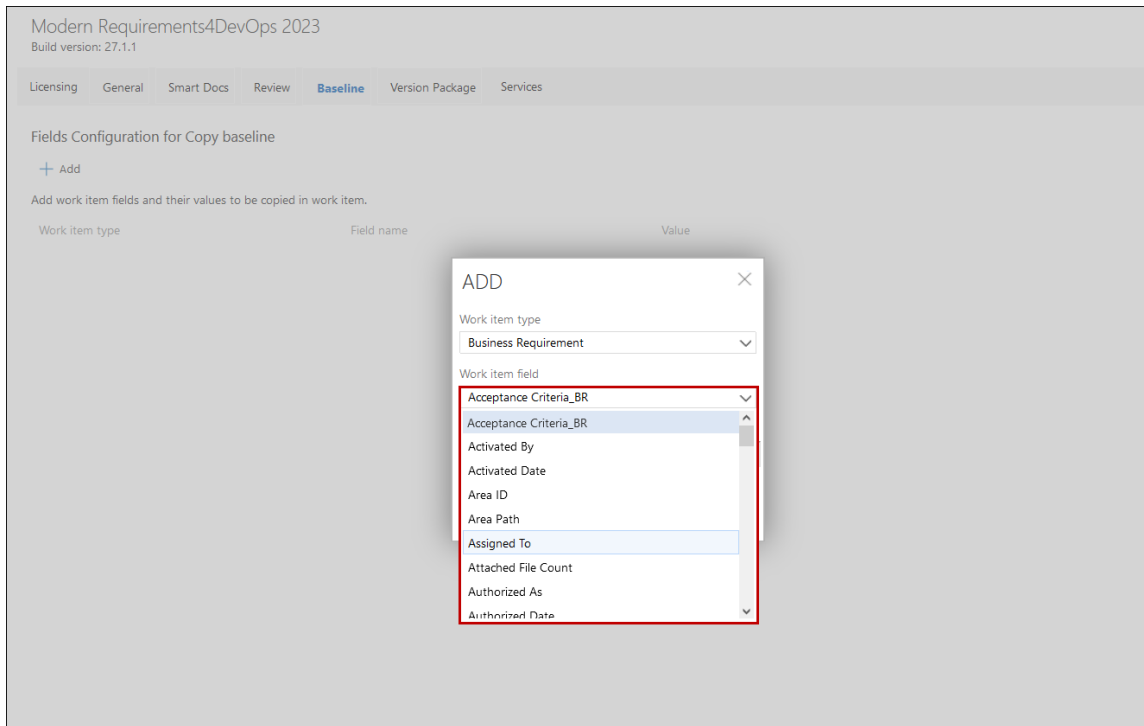 Modern Requirements4DevOps 2023
Build version: 27.1.1
Licensing General Smart Docs Review Baseline Version Package Services
Fields Configuration for Copy baseline
+ Add
Add work item fields and their values to be copied in work item.
Work item type Field name Value
ADD
Work item type
Business Requirement
Work item field
Acceptance Criteria_BR
Acceptance Criteria_BR
Activated By
Activated Date
Area ID
Area Path
Assigned To
Attached File Count
Authorized As
Authorized Date